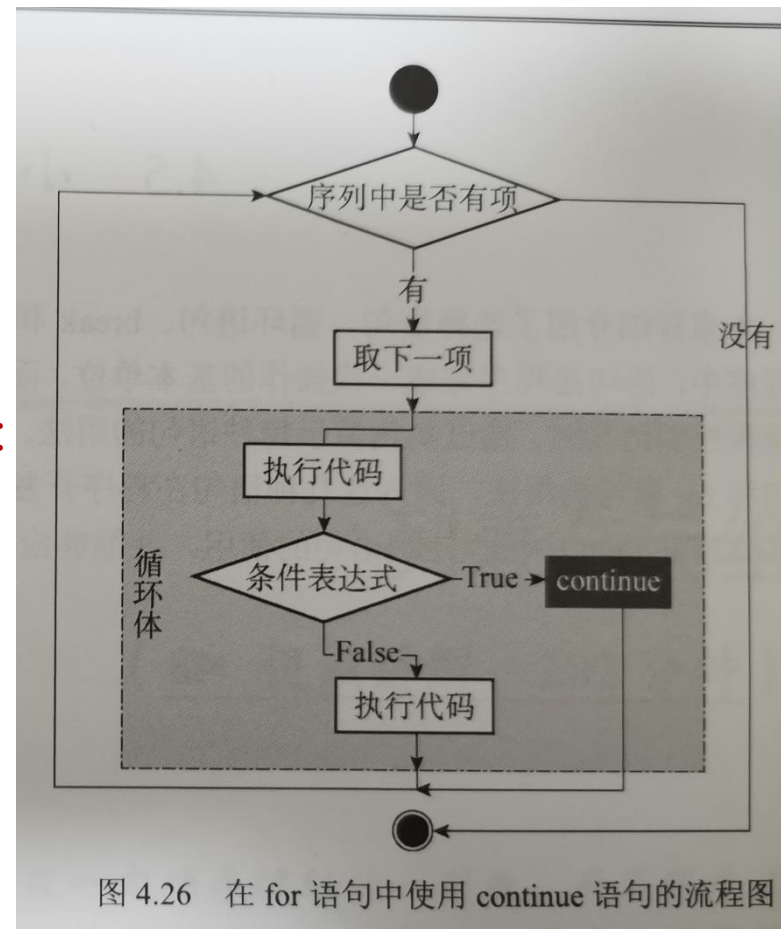 序列中是否有项
有
没有
取下一项
执行代码
循环体
条件表达式
True
continue
False
执行代码
图 4.26 在 for 语句中使用 continue 语句的流程图